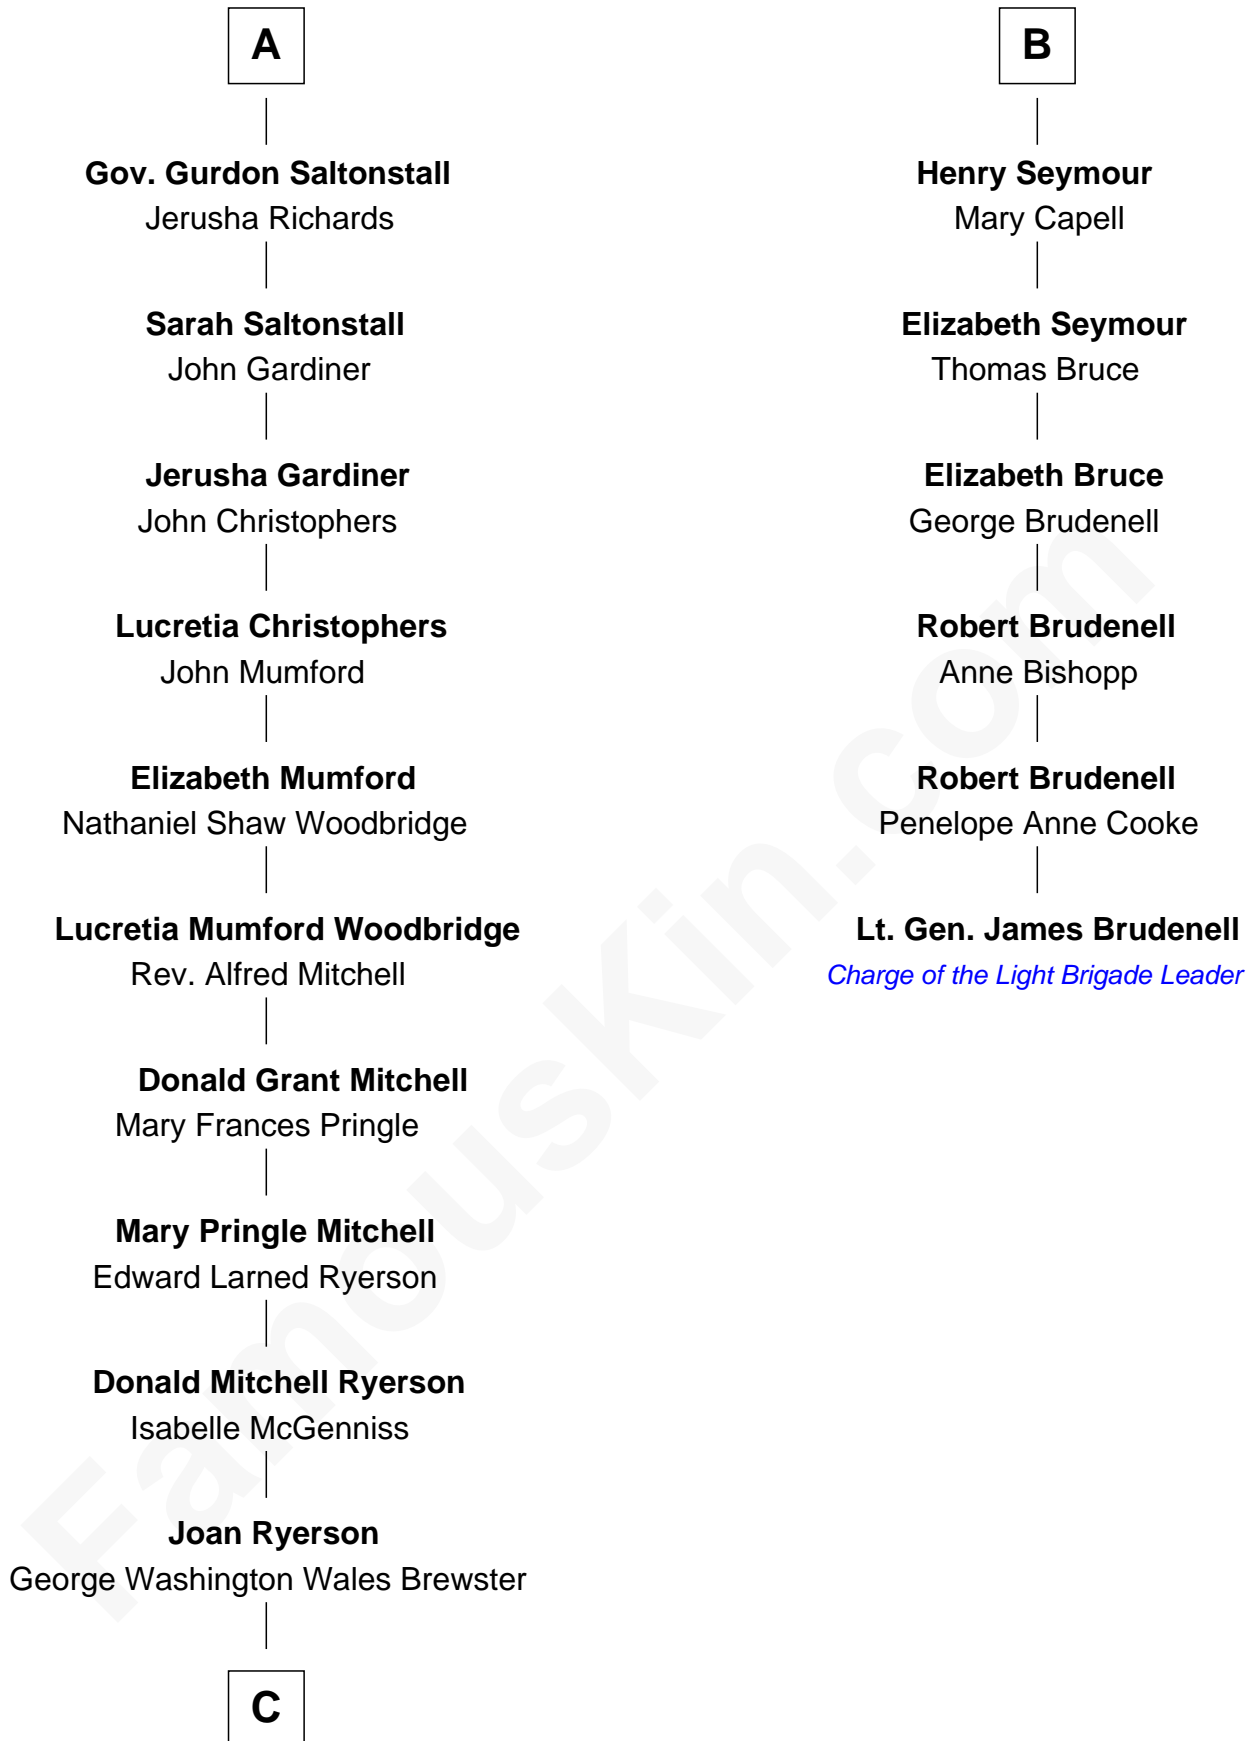 A
Gov. Gurdon Saltonstall
Jerusha Richards
Sarah Saltonstall
John Gardiner
Jerusha Gardiner
John Christophers
Lucretia Christophers
John Mumford
Elizabeth Mumford
Nathaniel Shaw Woodbridge
Lucretia Mumford Woodbridge
Rev. Alfred Mitchell
Donald Grant Mitchell
Mary Frances Pringle
Mary Pringle Mitchell
Edward Larned Ryerson
Donald Mitchell Ryerson
Isabelle McGenniss
Joan Ryerson
George Washington Wales Brewster
C
B
Henry Seymour
Mary Capell
Elizabeth Seymour
Thomas Bruce
Elizabeth Bruce
George Brudenell
Robert Brudenell
Anne Bishopp
Robert Brudenell
Penelope Anne Cooke
Lt. Gen. James Brudenell
Charge of the Light Brigade Leader
FamousKin.com